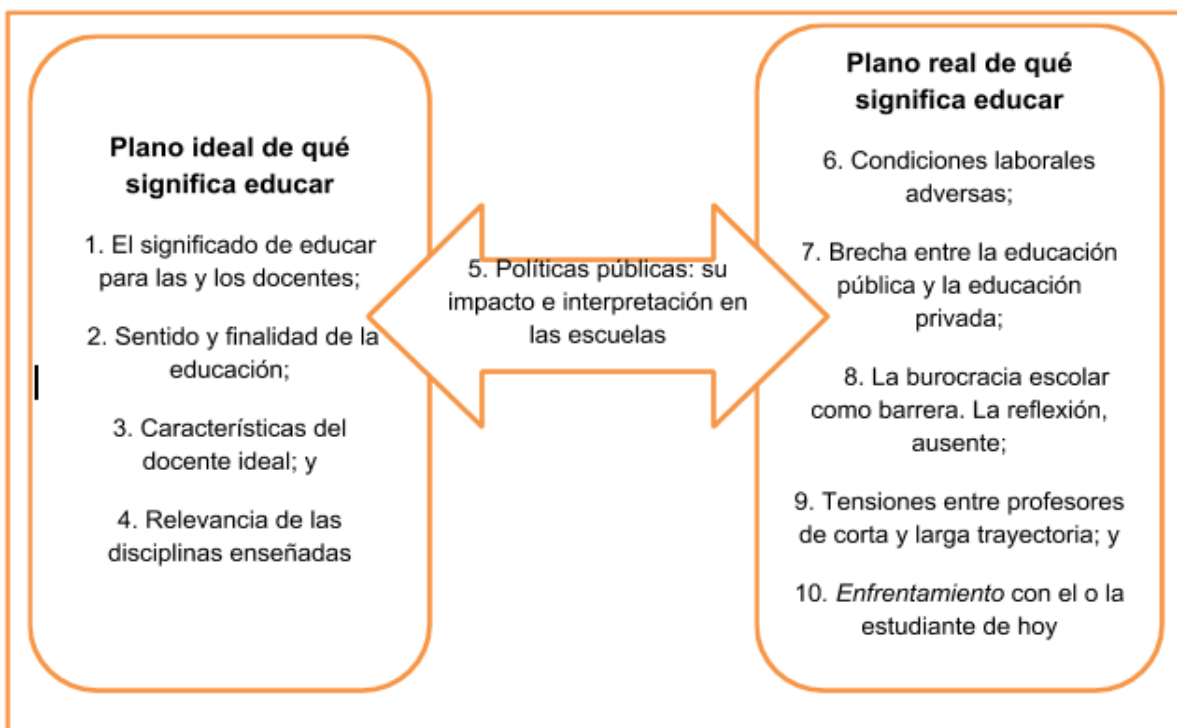 Plano ideal de qué
significa educar
1. El significado de educar
para las y los docentes;
2. Sentido y finalidad de la
educación;
3. Características del
docente ideal; y
4. Relevancia de las
disciplinas enseñadas
5. Políticas públicas: su
impacto e interpretación en
las escuelas
Plano real de qué
significa educar
6. Condiciones laborales
adversas;
7. Brecha entre la educación
pública y la educación
privada;
8. La burocracia escolar
como barrera. La reflexión,
ausente;
9. Tensiones entre profesores
de corta y larga trayectoria; y
10. Enfrentamiento con el o la
estudiante de hoy